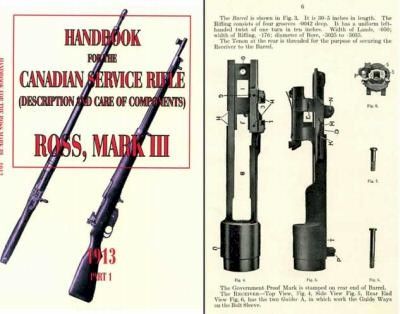 HANDBOOK
FOR THE
CANADIAN SERVICE RIFLE
(DESCRIPTION AND CARE OF COMPONENTS)
ROSS, MARK III
1913
PART 1
6
The Barrel is shown in Fig. 3. It is 30·5 inches in length. The
Rifling consists of four grooves ·0042 deep. It has a uniform left-
handed twist of one turn in ten inches. Width of Lands, ·050;
width of Rifling, ·176; diameter of Bore, ·3025 to ·3035.
The Tenon at the rear is threaded for the purpose of securing the
Receiver to the Barrel.
Fig. 4.
Fig. 5.
Fig. 6.
The Government Proof Mark is stamped on rear end of Barrel.
The RECEIVER—Top View, Fig. 4, Side View Fig. 5, Rear End
View Fig. 6, has the two Guides A, in which work the Guide Ways
on the Bolt Sleeve.